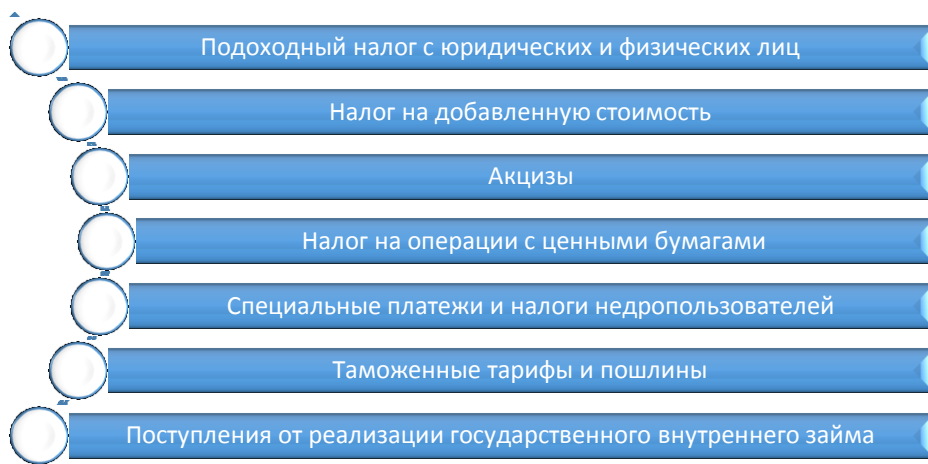 Подоходный налог с юридических и физических лиц
Налог на добавленную стоимость
Акцизы
Налог на операции с ценными бумагами
Специальные платежи и налоги недропользователей
Таможенные тарифы и пошлины
Поступления от реализации государственного внутреннего займа